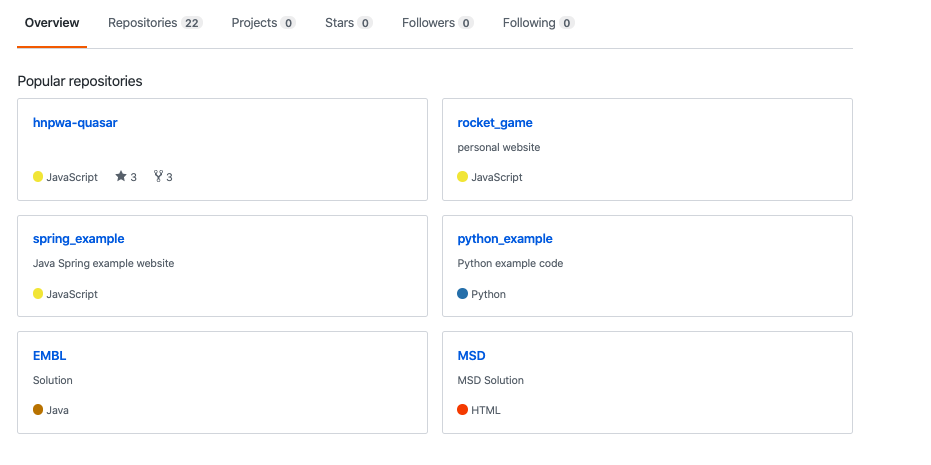 Overview Repositories 22 Projects 0 Stars 0 Followers 0 Following 0
Popular repositories
hnpwa-quasar
JavaScript 3 3
rocket_game
personal website
JavaScript
spring_example
Java Spring example website
JavaScript
python_example
Python example code
Python
EMBL
Solution
Java
MSD
MSD Solution
HTML